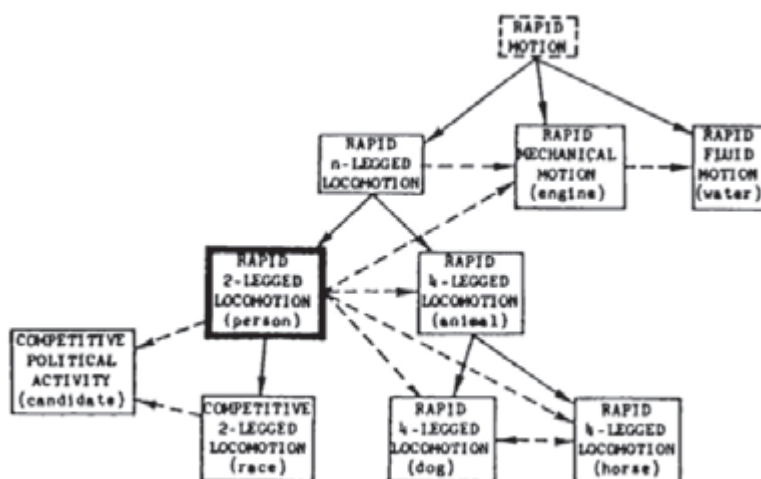 RAPID
MOTION
RAPID
n-LEGGED
LOCOMOTION
RAPID
MECHANICAL
MOTION
(engine)
RAPID
FLUID
MOTION
(water)
RAPID
2-LEGGED
LOCOMOTION
(person)
RAPID
4-LEGGED
LOCOMOTION
(animal)
COMPETITIVE
POLITICAL
ACTIVITY
(candidate)
COMPETITIVE
2-LEGGED
LOCOMOTION
(race)
RAPID
4-LEGGED
LOCOMOTION
(dog)
RAPID
4-LEGGED
LOCOMOTION
(horse)